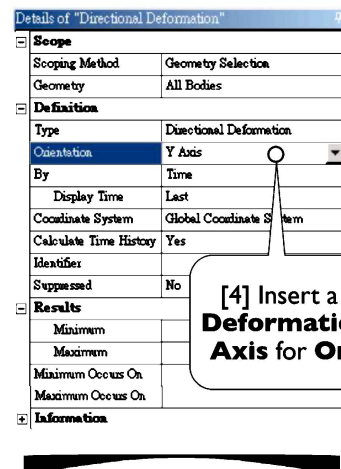 Details of "Directional Deformation"
Scope
Scoping Method Geometry Selection
Geometry All Bodies
Definition
Type Directional Deformation
Orientation Y Axis
By Time
Display Time Last
Coordinate System Global Coordinate System
Calculate Time History Yes
Identifier
Suppressed No
Results
Minimum
Maximum
Minimum Occurs On
Maximum Occurs On
Information
[4] Insert a
Axis for